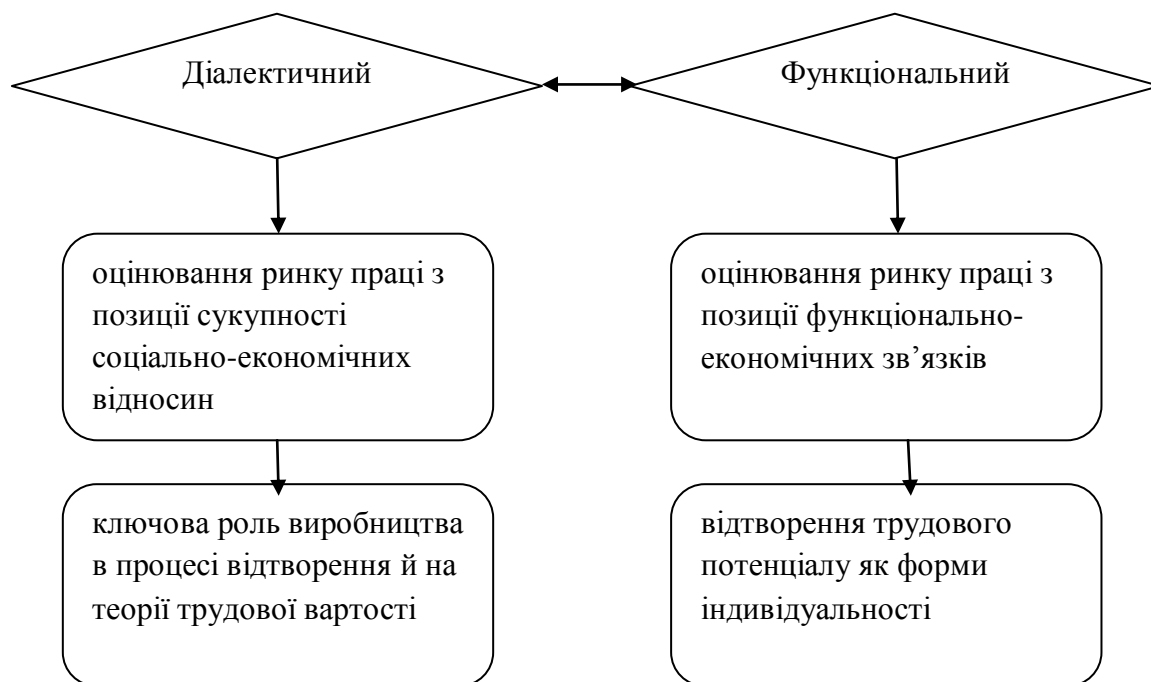 Діалектичний
Функціональний
оцінювання ринку праці з
позиції сукупності
соціально-економічних
відносин
оцінювання ринку праці з
позиції функціонально-
економічних зв’язків
ключова роль виробництва
в процесі відтворення й на
теорії трудової вартості
відтворення трудового
потенціалу як форми
індивідуальності